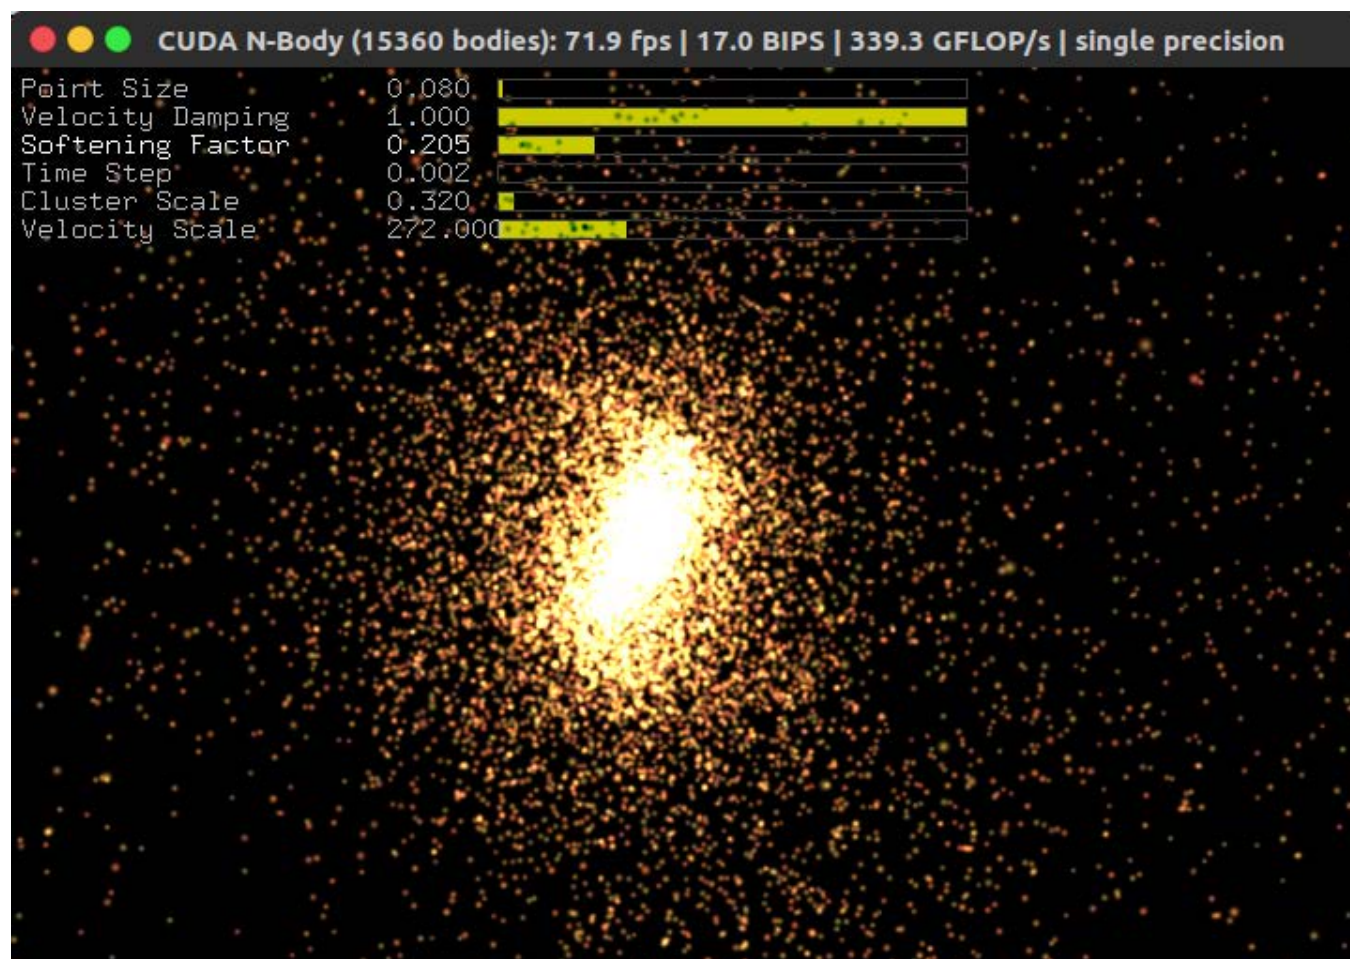 CUDA N-Body (15360 bodies): 71.9 fps | 17.0 BIPS | 339.3 GFLOP/s | single precision
Point Size 0.080
Velocity Damping 1.000
Softening Factor 0.205
Time Step 0.002
Cluster Scale 0.320
Velocity Scale 272.000